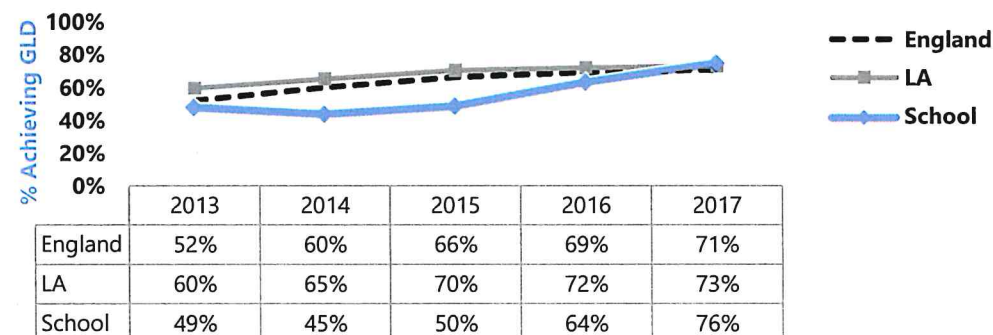 % Achieving GLD
100%
80%
60%
40%
20%
0%
England
LA
School
2013 2014 2015 2016 2017
England 52% 60% 66% 69% 71%
LA 60% 65% 70% 72% 73%
School 49% 45% 50% 64% 76%